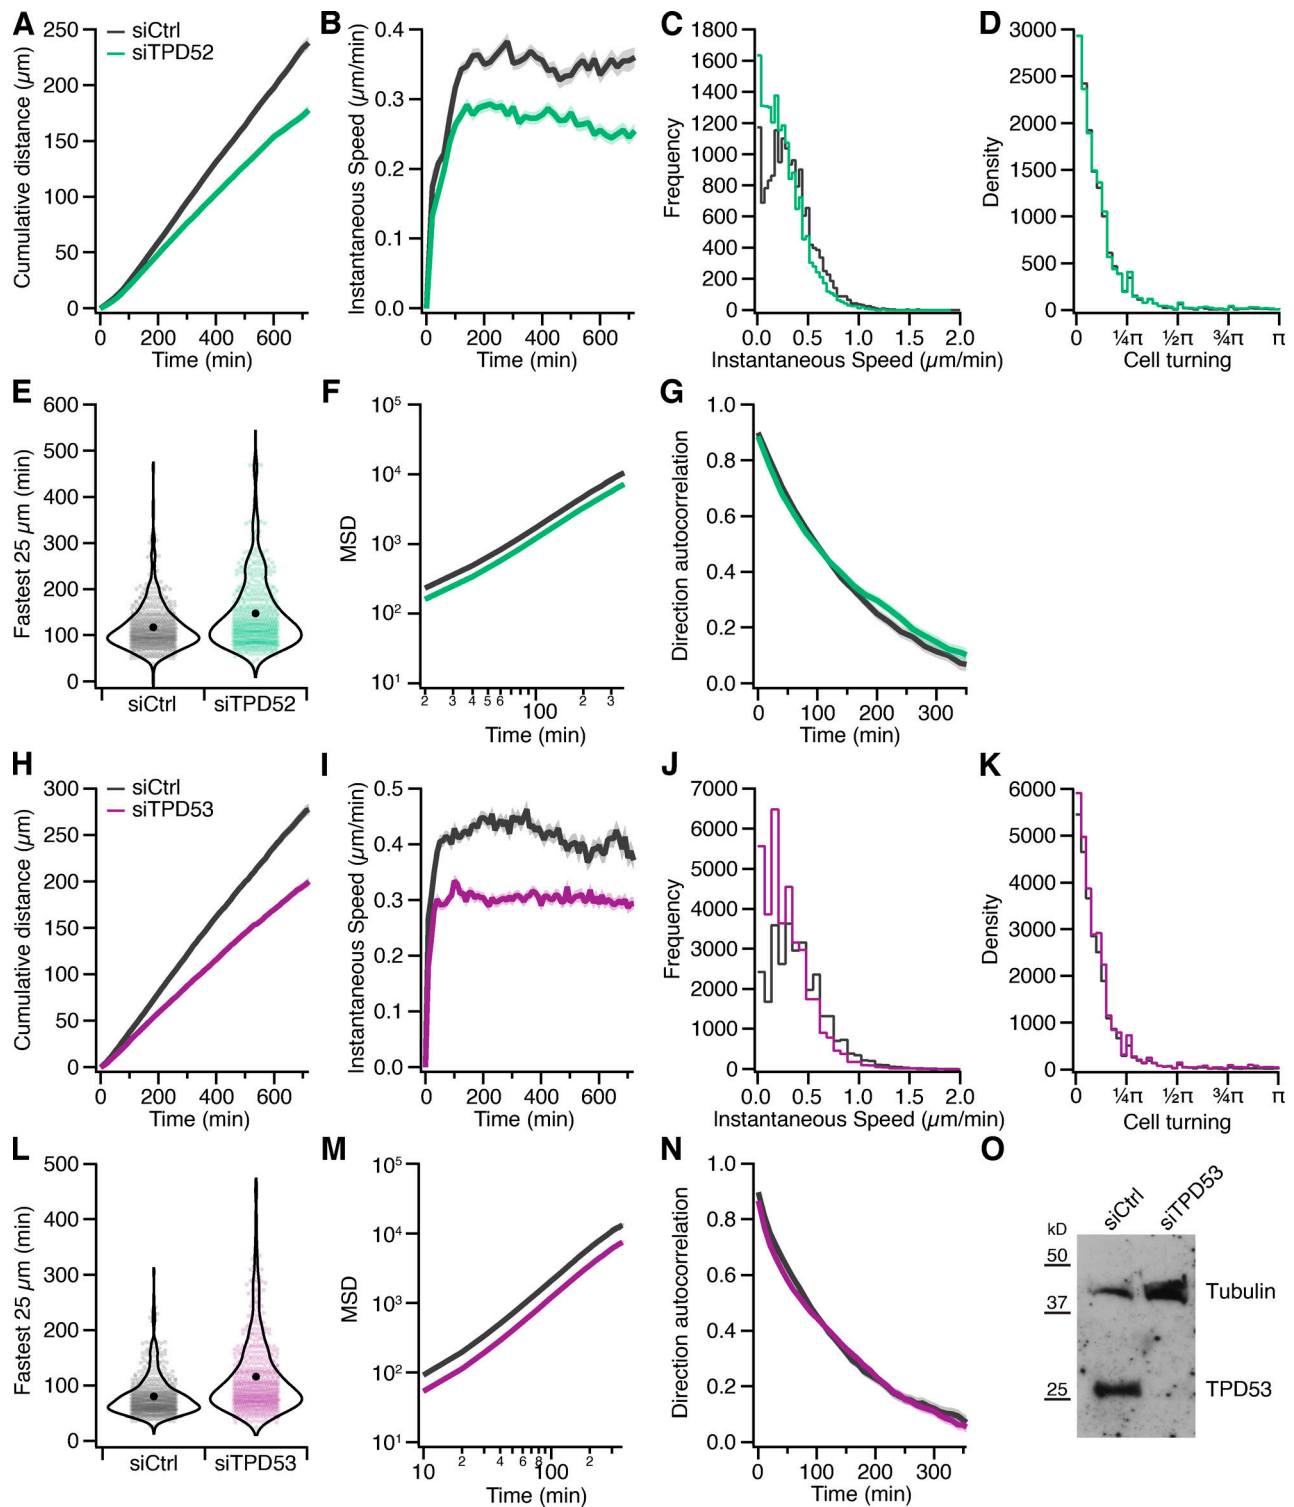 A
siCtrl
siTPD52
Cumulative distance (µm)
250
200
150
100
50
0
0 200 400 600
Time (min)
B
Instantaneous Speed (µm/min)
0.4
0.3
0.2
0.1
0.0
0 200 400 600
Time (min)
C
Frequency
1800
1600
1400
1200
1000
800
600
400
200
0
0 0.5 1.0 1.5 2.0
Instantaneous Speed (µm/min)
D
Density
3000
2500
2000
1500
1000
500
0
0 ¼π ½π ¾π π
Cell turning
E
Fastest 25 µm (min)
600
500
400
300
200
100
0
siCtrl siTPD52
F
MSD
10⁵
10⁴
10³
10²
10¹
2 3 4 5 6 100 2 3
Time (min)
G
Direction autocorrelation
1.0
0.8
0.6
0.4
0.2
0.0
0 100 200 300
Time (min)
H
siCtrl
siTPD53
Cumulative distance (µm)
300
250
200
150
100
50
0
0 200 400 600
Time (min)
I
Instantaneous Speed (µm/min)
0.5
0.4
0.3
0.2
0.1
0.0
0 200 400 600
Time (min)
J
Frequency
7000
6000
5000
4000
3000
2000
1000
0
0 0.5 1.0 1.5 2.0
Instantaneous Speed (µm/min)
K
Density
6000
5000
4000
3000
2000
1000
0
0 ¼π ½π ¾π π
Cell turning
L
Fastest 25 µm (min)
500
400
300
200
100
0
siCtrl siTPD53
M
MSD
10⁵
10⁴
10³
10²
10¹
10 2 4 6 8 100 2
Time (min)
N
Direction autocorrelation
1.0
0.8
0.6
0.4
0.2
0.0
0 100 200 300
Time (min)
O
siCtrl siTPD53
kD
50
37
25
Tubulin
TPD53